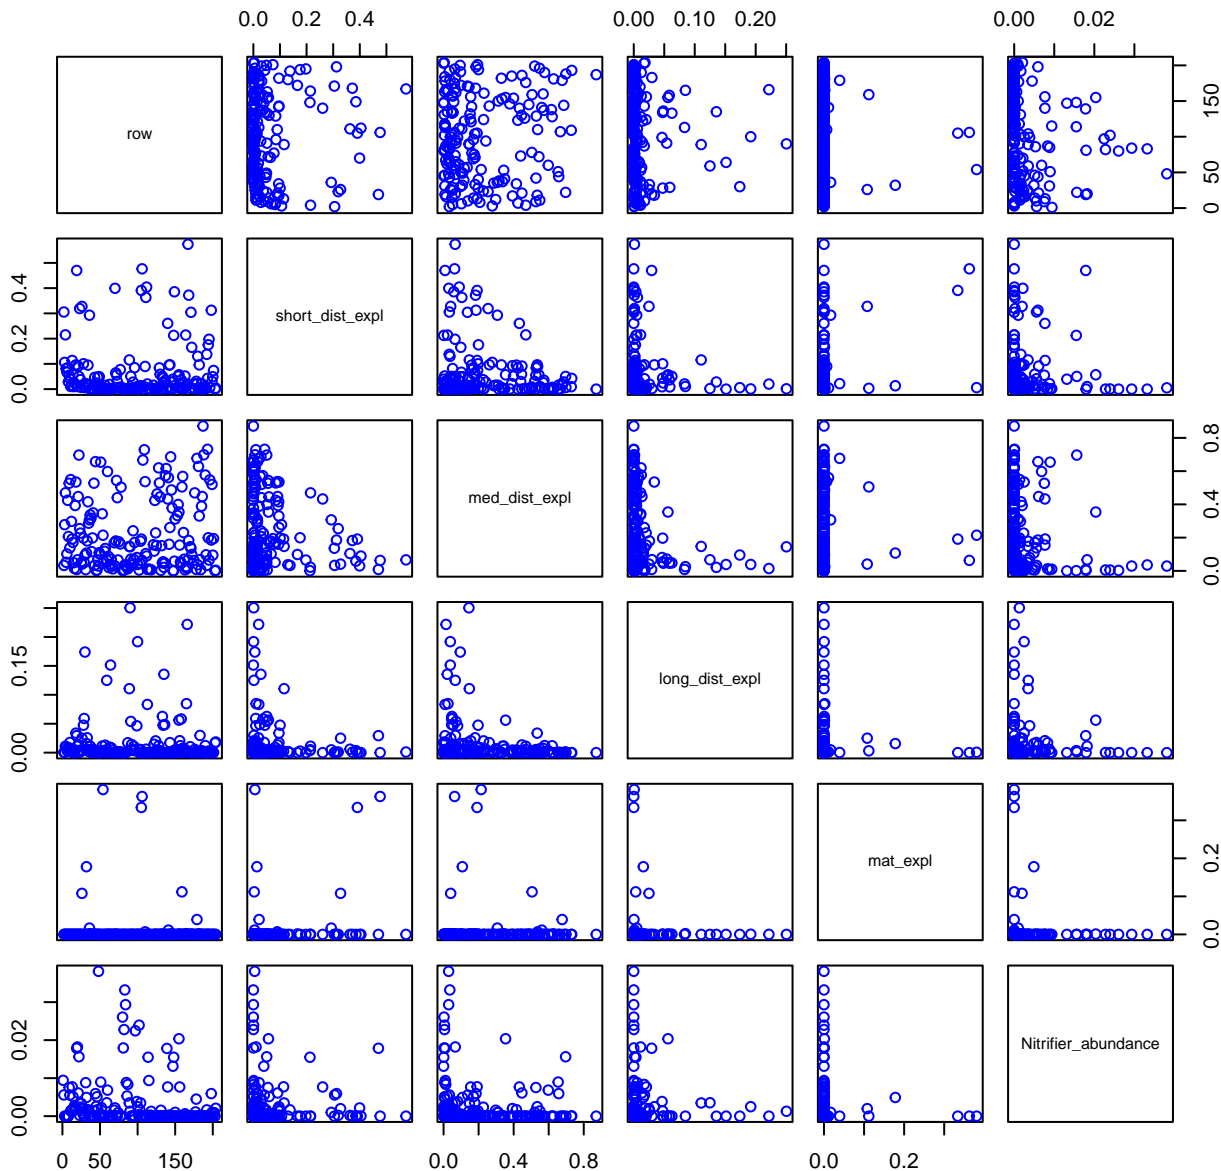 0.0 0.2 0.4 0.00 0.10 0.20 0.00 0.02
row
0 50 150
short_dist_expl
0.0 0.2 0.4
med_dist_expl
0.0 0.4 0.8
long_dist_expl
0.00 0.15
mat_expl
0.0 0.2
Nitrifier_abundance
0.00 0.02
0 50 150 0.0 0.4 0.8 0.0 0.2